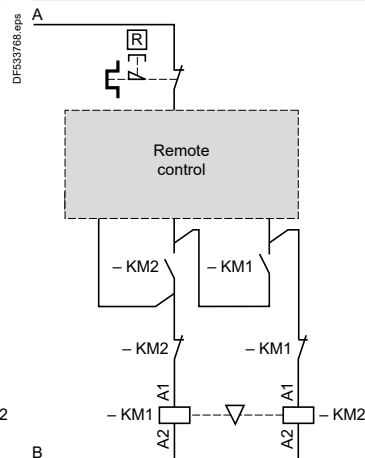 A
DF533768.eps
R
Remote
control
– KM2
– KM1
– KM2
– KM1
A1
A1
2
– KM1
– KM2
A2
A2
B